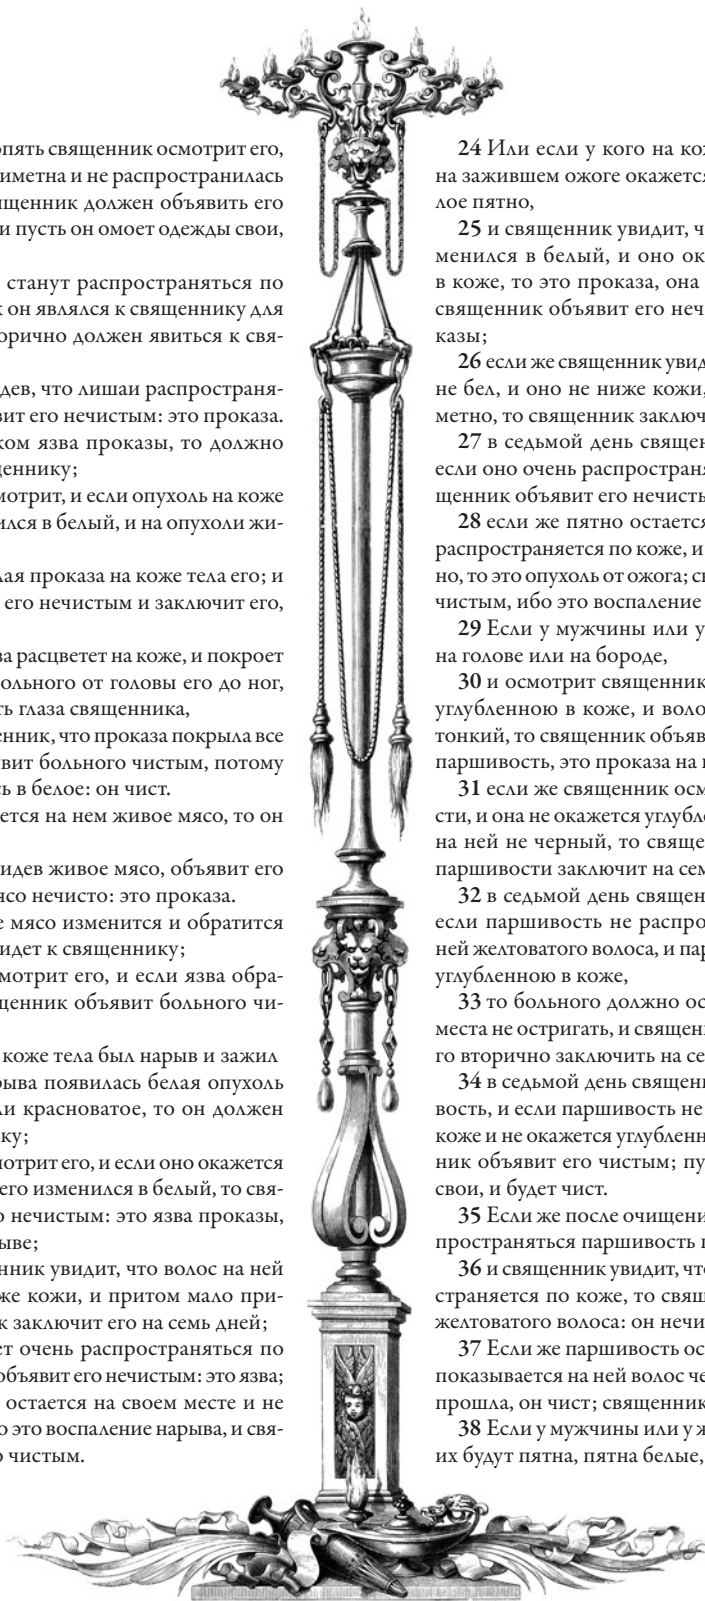 опять священник осмотрит его,
иметна и не распространилась
щенник должен объявить его
и пусть он омоет одежды свои,
станут распространяться по
к он являлся к священнику для
орично должен явиться к свя-
дев, что лишаи распространя-
вит его нечистым: это проказа.
ком язва проказы, то должно
щеннику;
мотрит, и если опухоль на коже
ился в белый, и на опухоли жи-
лая проказа на коже тела его; и
его нечистым и заключит его,
за расцветет на коже, и покроет
ольного от головы его до ног,
ть глаза священника,
енник, что проказа покрыла все
вит больного чистым, потому
сь в белое: он чист.
ется на нем живое мясо, то он
идев живое мясо, объявит его
ясо нечисто: это проказа.
е мясо изменится и обратится
идет к священнику;
мотрит его, и если язва обра-
щенник объявит больного чи-
коже тела был нарыв и зажил
рыва появилась белая опухоль
ли красноватое, то он должен
ку;
отрит его, и если оно окажется
его изменился в белый, то свя-
о нечистым: это язва проказы,
ыве;
нник увидит, что волос на ней
же кожи, и притом мало при-
к заключит его на семь дней;
ет очень распространяться по
объявит его нечистым: это язва;
остается на своем месте и не
о это воспаление нарыва, и свя-
о чистым.
24 Или если у кого на кож
на зажившем ожоге окажется
лое пятно,
25 и священник увидит, ч
менился в белый, и оно ок
в коже, то это проказа, она
священник объявит его неч
казы;
26 если же священник увид
не бел, и оно не ниже кожи,
метно, то священник заключ
27 в седьмой день священ
если оно очень распространя
щенник объявит его нечисты
28 если же пятно остается
распространяется по коже, и
но, то это опухоль от ожога; св
чистым, ибо это воспаление
29 Если у мужчины или у
на голове или на бороде,
30 и осмотрит священник
углубленною в коже, и воло
тонкий, то священник объяв
паршивость, это проказа на
31 если же священник осм
сти, и она не окажется углубле
на ней не черный, то свяще
паршивости заключит на сем
32 в седьмой день священ
если паршивость не распро
ней желтоватого волоса, и пар
углубленною в коже,
33 то больного должно ос
места не остригать, и священн
го вторично заключить на се
34 в седьмой день священн
вость, и если паршивость не
коже и не окажется углубленн
ник объявит его чистым; пу
свои, и будет чист.
35 Если же после очищени
пространяться паршивость п
36 и священник увидит, что
страняется по коже, то свящ
желтоватого волоса: он нечи
37 Если же паршивость ос
показывается на ней волос че
прошла, он чист; священник
38 Если у мужчины или у ж
их будут пятна, пятна белые,